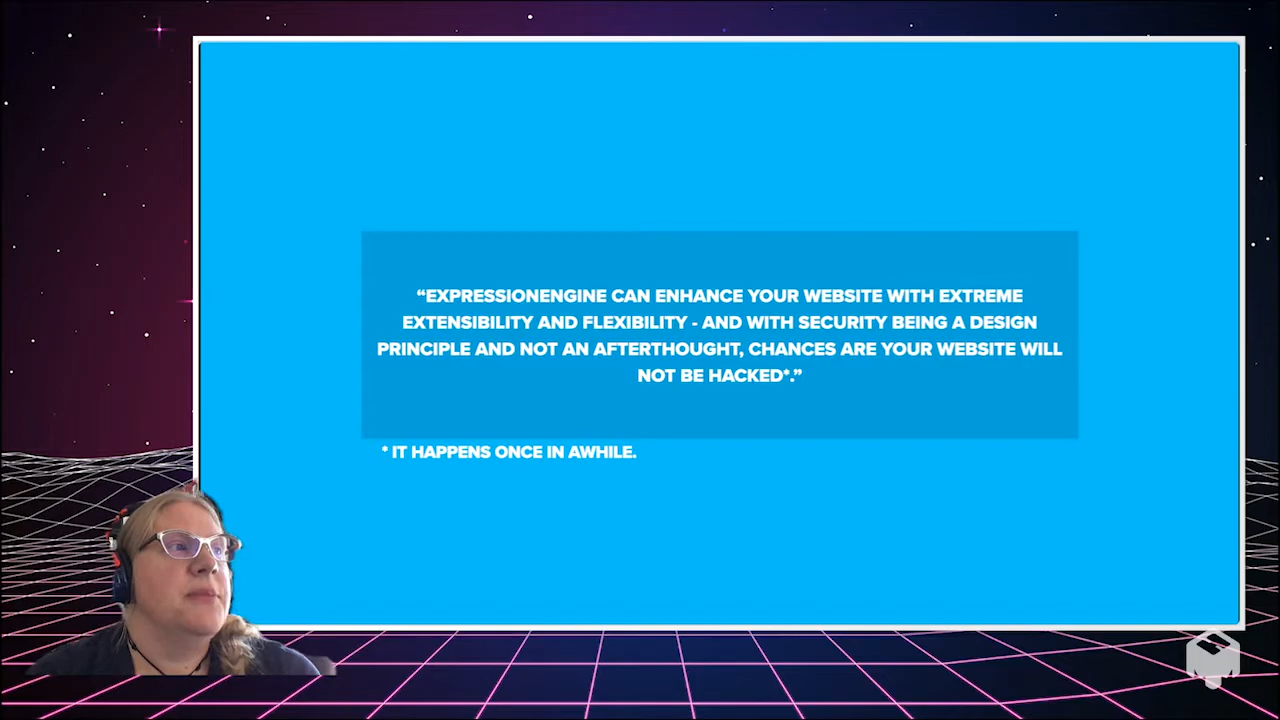 “EXPRESSIONENGINE CAN ENHANCE YOUR WEBSITE WITH EXTREME
EXTENSIBILITY AND FLEXIBILITY - AND WITH SECURITY BEING A DESIGN
PRINCIPLE AND NOT AN AFTERTHOUGHT, CHANCES ARE YOUR WEBSITE WILL
NOT BE HACKED*.”
* IT HAPPENS ONCE IN AWHILE.